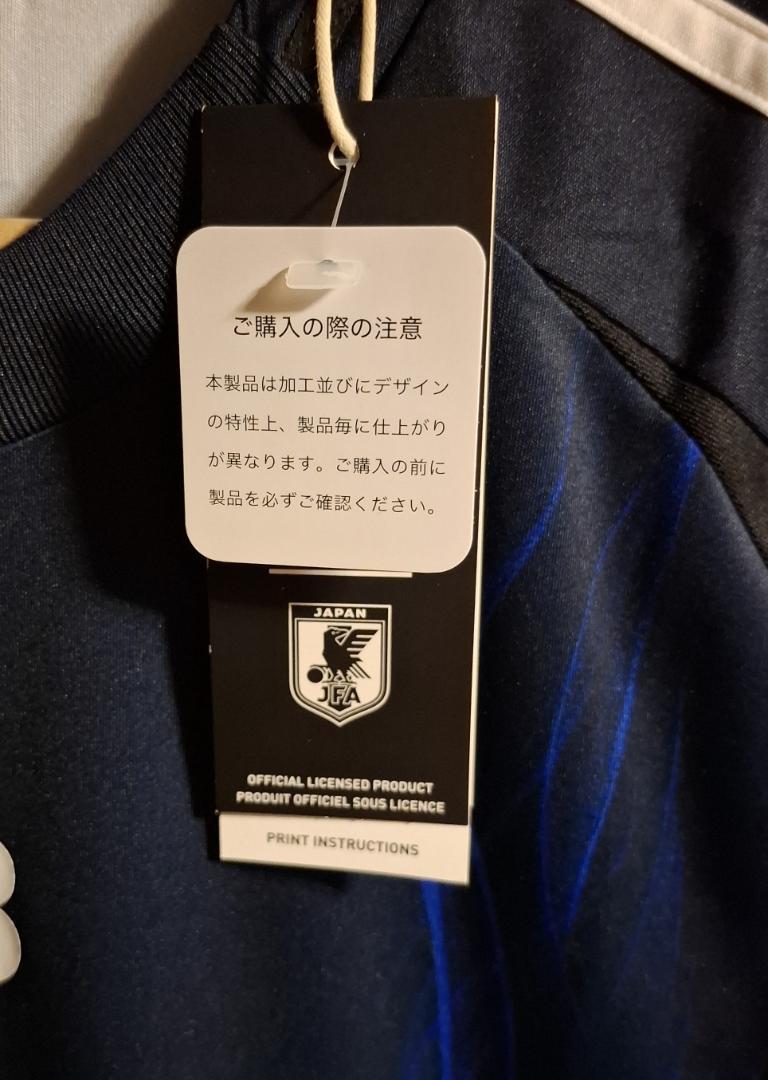 ご購入の際の注意
本製品は加工並びにデザイン
の特性上、製品毎に仕上がり
が異なります。ご購入の前に
製品を必ずご確認ください。
JAPAN
JFA
OFFICIAL LICENSED PRODUCT
PRODUIT OFFICIEL SOUS LICENCE
PRINT INSTRUCTIONS